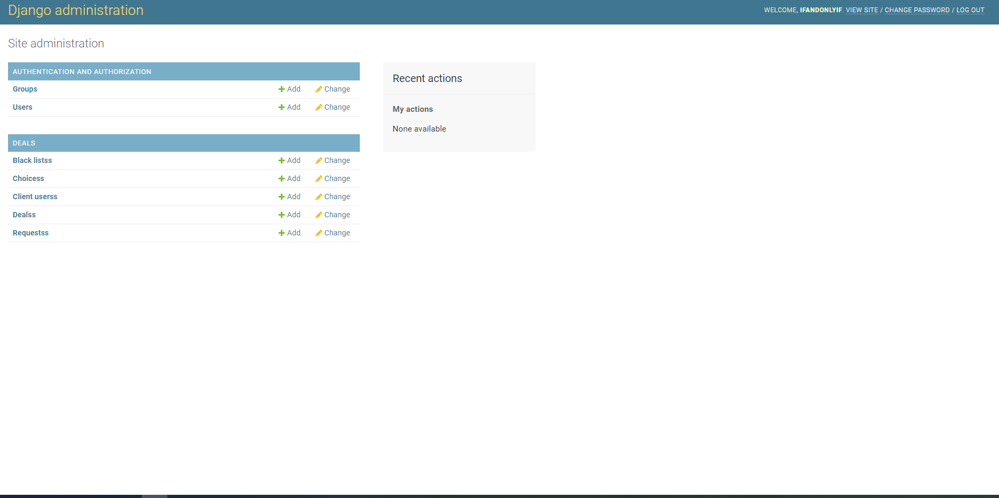 Django administration
WELCOME, IFANDONLYIF. VIEW SITE / CHANGE PASSWORD / LOG OUT
Site administration
AUTHENTICATION AND AUTHORIZATION
Groups Add Change
Users Add Change
DEALS
Black listss Add Change
Choicess Add Change
Client userss Add Change
Dealss Add Change
Requestss Add Change
Recent actions
My actions
None available